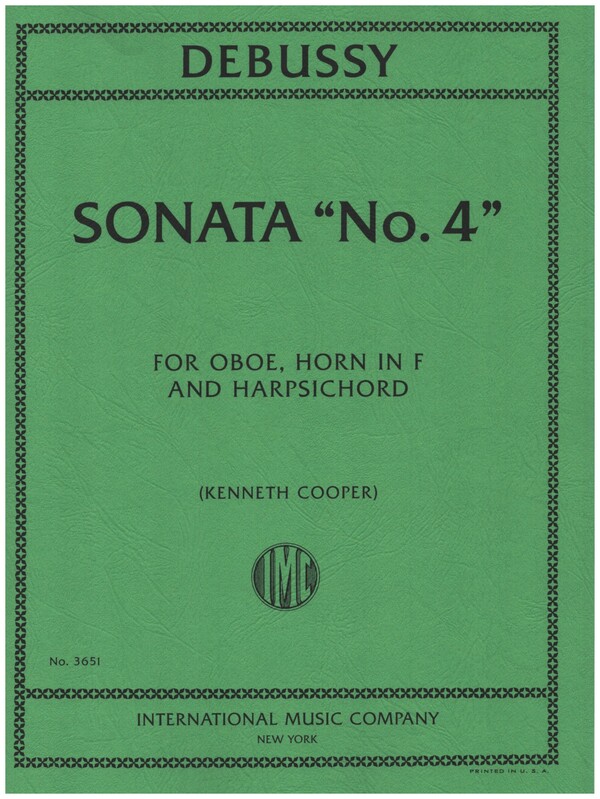 DEBUSSY
SONATA “No. 4”
FOR OBOE, HORN IN F
AND HARPSICHORD
(KENNETH COOPER)
IMC
No. 3651
INTERNATIONAL MUSIC COMPANY
NEW YORK
PRINTED IN U. S. A.